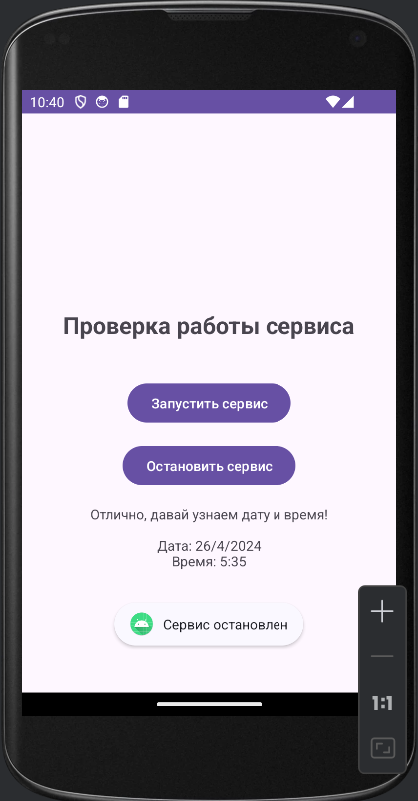 10:40
Проверка работы сервиса
Запустить сервис
Остановить сервис
Отлично, давай узнаем дату и время!
Дата: 26/4/2024
Время: 5:35
Сервис остановлен
1:1